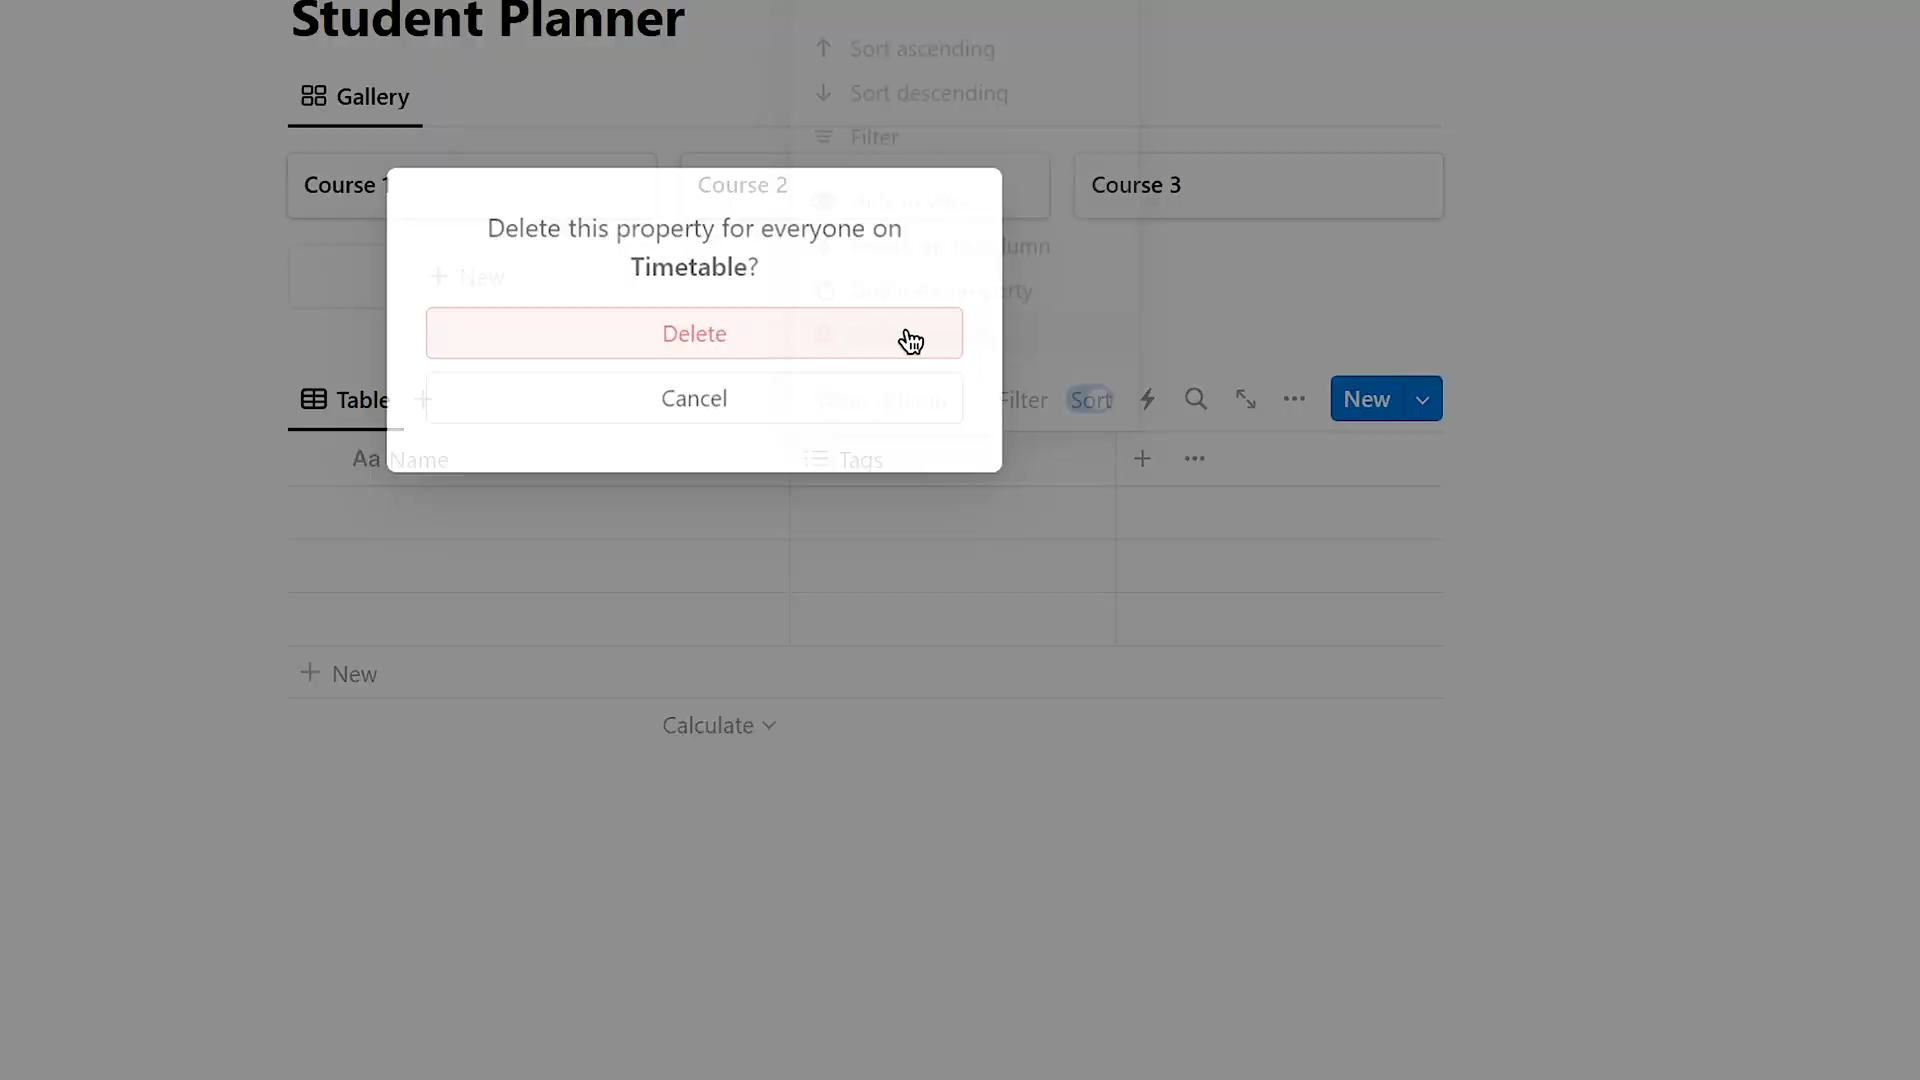 Student Planner
Sort ascending
Sort descending
Gallery
Filter
Course 1
Course 2
Course 3
Delete this property for everyone on
Timetable?
New
Delete
Cancel
Table
Filter
Sort
New
Aa Name
Tags
New
Calculate